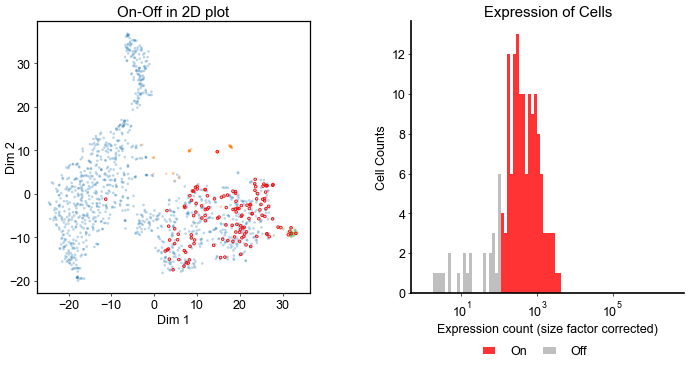 On-Off in 2D plot
Dim 2
30
20
10
0
−10
−20
−20
−10
0
10
20
30
Dim 1
Expression of Cells
Cell Counts
12
10
8
6
4
2
0
10^1
10^3
10^5
Expression count (size factor corrected)
On
Off